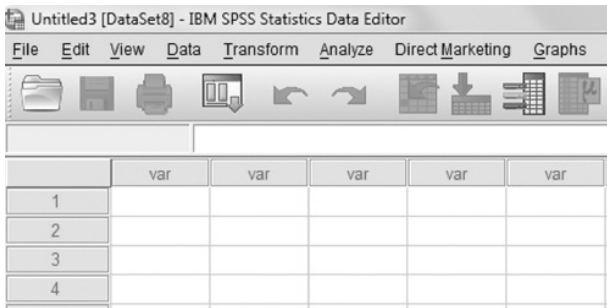 Untitled3 [DataSet8] - IBM SPSS Statistics Data Editor
File Edit View Data Transform Analyze Direct Marketing Graphs
var var var var var
1
2
3
4